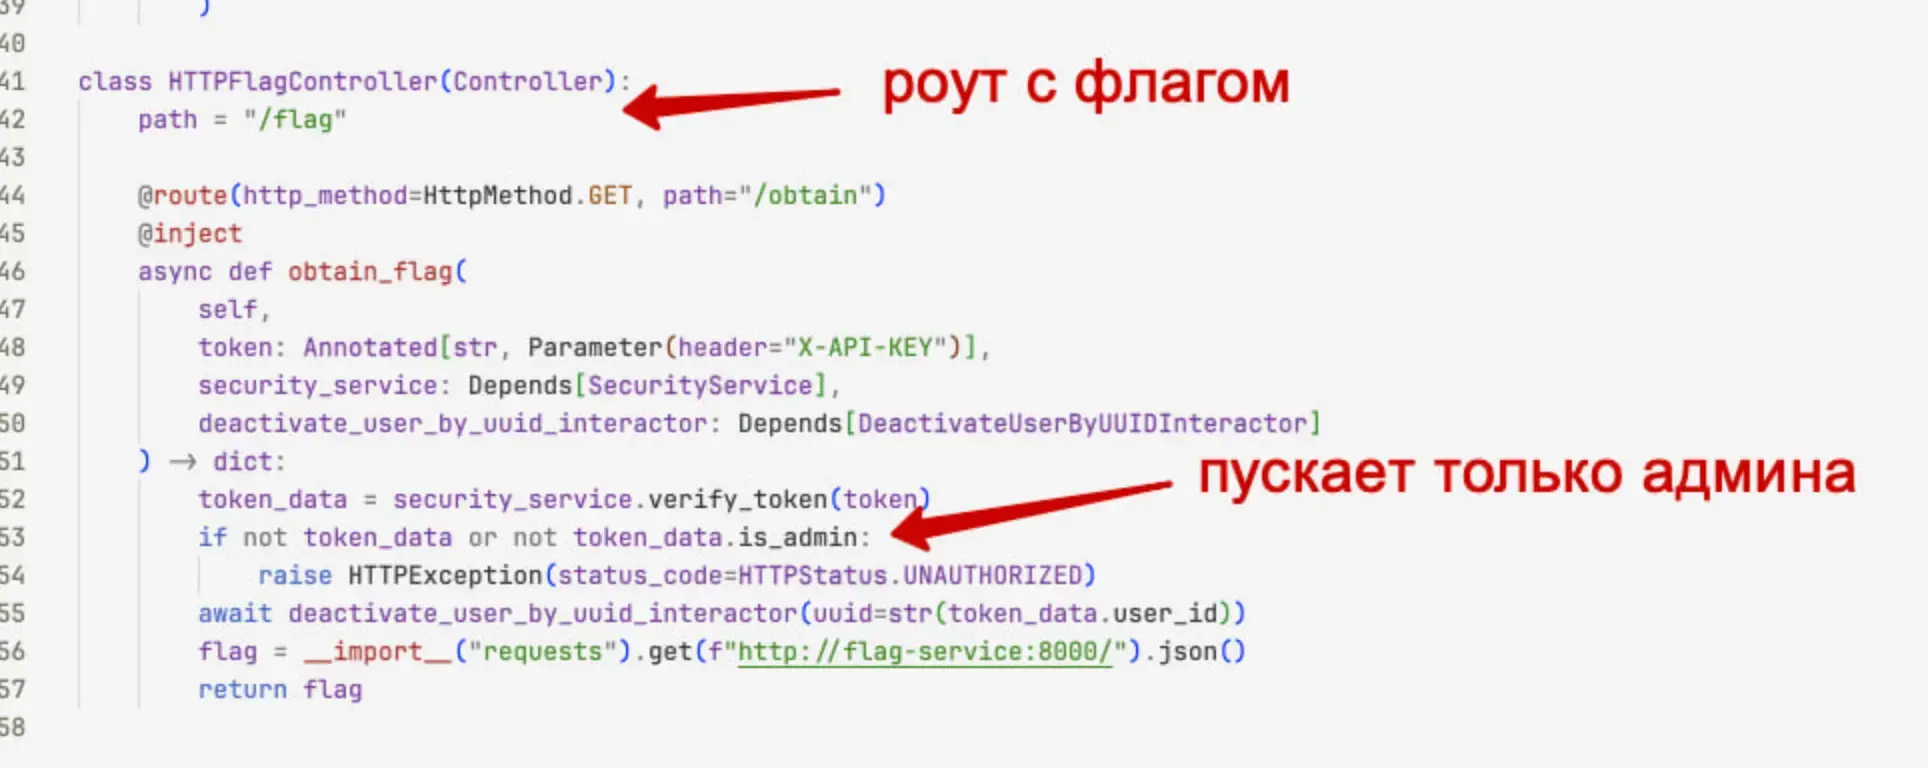 39 )
40
41 class HTTPFlagController(Controller):
роут с флагом
42 path = "/flag"
43
44 @route(http_method=HttpMethod.GET, path="/obtain")
45 @inject
46 async def obtain_flag(
47 self,
48 token: Annotated[str, Parameter(header="X-API-KEY")],
49 security_service: Depends[SecurityService],
50 deactivate_user_by_uuid_interactor: Depends[DeactivateUserByUUIDInteractor]
51 ) → dict:
пускает только админа
52 token_data = security_service.verify_token(token)
53 if not token_data or not token_data.is_admin:
54 raise HTTPException(status_code=HTTPStatus.UNAUTHORIZED)
55 await deactivate_user_by_uuid_interactor(uuid=str(token_data.user_id))
56 flag = __import__("requests").get(f"http://flag-service:8000/").json()
57 return flag
58